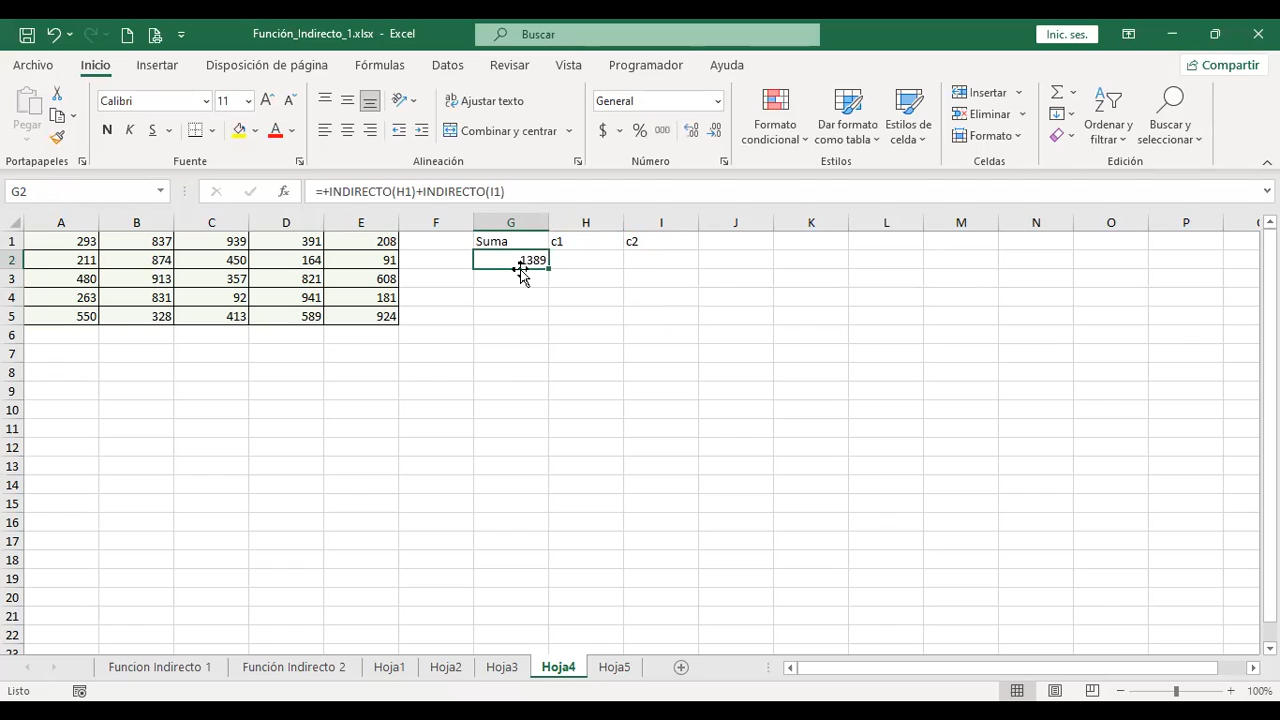 Función_Indirecto_1.xlsx - Excel
Buscar
Inic. ses.
Archivo Inicio Insertar Disposición de página Fórmulas Datos Revisar Vista Programador Ayuda Compartir
Pegar
Calibri 11
N K S
Ajustar texto
Combinar y centrar
General
$ % 000
Formato condicional
Dar formato como tabla
Estilos de celda
Insertar
Eliminar
Formato
Ordenar y filtrar
Buscar y seleccionar
Portapapeles Fuente Alineación Número Estilos Celdas Edición
G2 fx =+INDIRECTO(H1)+INDIRECTO(I1)
A B C D E F G H I J K L M N O P
1 293 837 939 391 208 Suma c1 c2
2 211 874 450 164 91 1389
3 480 913 357 821 608
4 263 831 92 941 181
5 550 328 413 589 924
6
7
8
9
10
11
12
13
14
15
16
17
18
19
20
21
22
23
Funcion Indirecto 1 Función Indirecto 2 Hoja1 Hoja2 Hoja3 Hoja4 Hoja5
Listo 100%